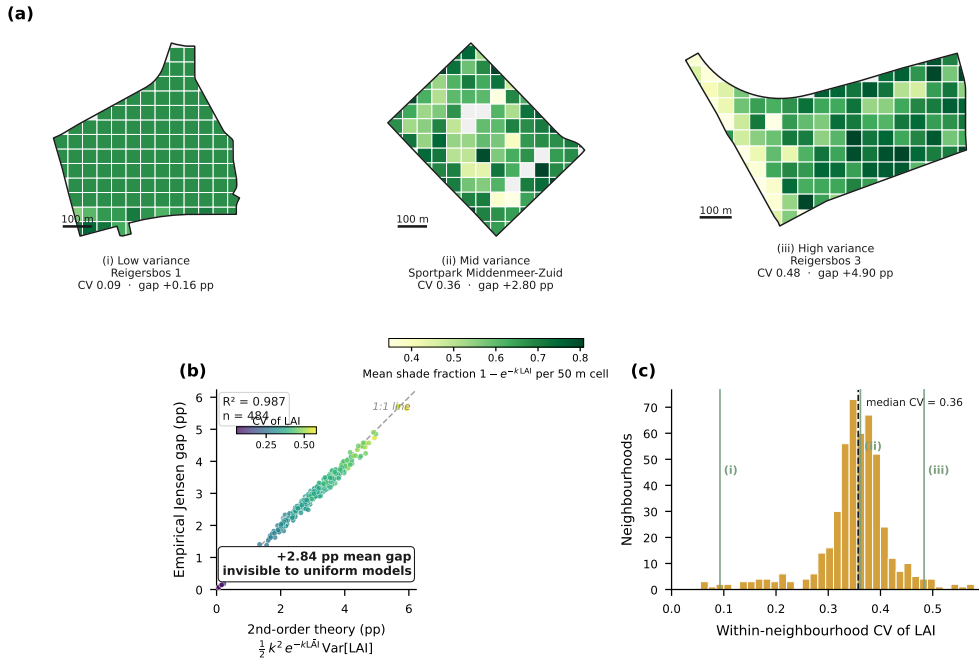 (a)
100 m
100 m
100 m
(i) Low variance
Reigersbos 1
CV 0.09 · gap +0.16 pp
(ii) Mid variance
Sportpark Middenmeer-Zuid
CV 0.36 · gap +2.80 pp
(iii) High variance
Reigersbos 3
CV 0.48 · gap +4.90 pp
0.4 0.5 0.6 0.7 0.8
Mean shade fraction 1 − e^{−k LAI} per 50 m cell
(b)
R² = 0.987
n = 484
CV of LAI
0.25 0.50
1:1 line
+2.84 pp mean gap
invisible to uniform models
Empirical Jensen gap (pp)
6
5
4
3
2
1
0
0 2 4 6
2nd-order theory (pp)
½ k² e^{−k L̄ĀĪ} Var[LAI]
(c)
median CV = 0.36
(i)
(ii)
(iii)
Neighbourhoods
70
60
50
40
30
20
10
0
0.0 0.1 0.2 0.3 0.4 0.5
Within-neighbourhood CV of LAI